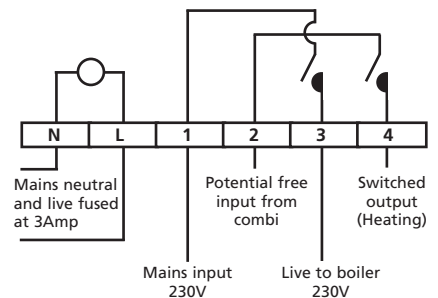 N L 1 2 3 4
Mains neutral
and live fused
at 3Amp
Potential free
input from
combi
Switched
output
(Heating)
Mains input
230V
Live to boiler
230V